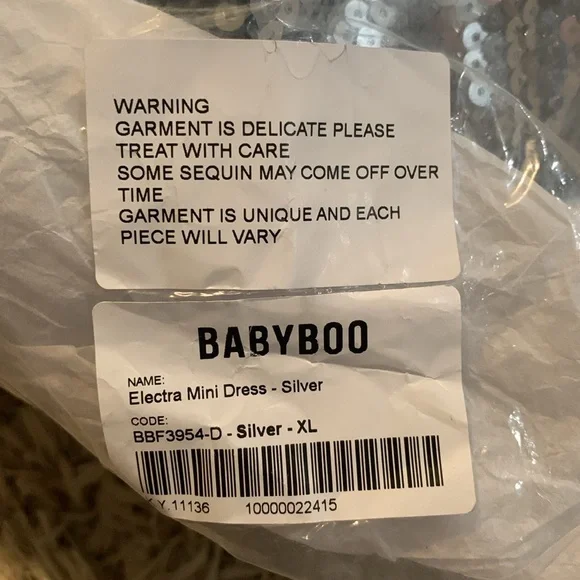 WARNING
GARMENT IS DELICATE PLEASE
TREAT WITH CARE
SOME SEQUIN MAY COME OFF OVER
TIME
GARMENT IS UNIQUE AND EACH
PIECE WILL VARY
BABYBOO
NAME:
Electra Mini Dress - Silver
CODE:
BBF3954-D - Silver - XL
Y.11136 10000022415